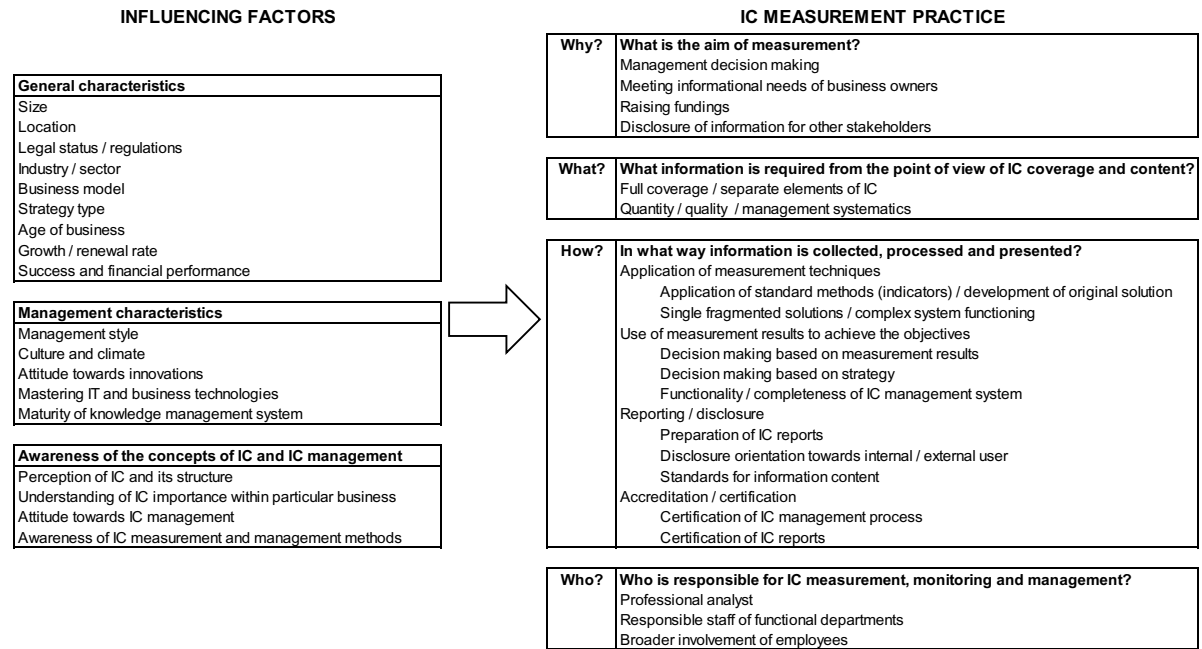 INFLUENCING FACTORS
General characteristics
Size
Location
Legal status / regulations
Industry / sector
Business model
Strategy type
Age of business
Growth / renewal rate
Success and financial performance
Management characteristics
Management style
Culture and climate
Attitude towards innovations
Mastering IT and business technologies
Maturity of knowledge management system
Awareness of the concepts of IC and IC management
Perception of IC and its structure
Understanding of IC importance within particular business
Attitude towards IC management
Awareness of IC measurement and management methods
IC MEASUREMENT PRACTICE
Why? What is the aim of measurement?
Management decision making
Meeting informational needs of business owners
Raising fundings
Disclosure of information for other stakeholders
What? What information is required from the point of view of IC coverage and content?
Full coverage / separate elements of IC
Quantity / quality / management systematics
How? In what way information is collected, processed and presented?
Application of measurement techniques
Application of standard methods (indicators) / development of original solution
Single fragmented solutions / complex system functioning
Use of measurement results to achieve the objectives
Decision making based on measurement results
Decision making based on strategy
Functionality / completeness of IC management system
Reporting / disclosure
Preparation of IC reports
Disclosure orientation towards internal / external user
Standards for information content
Accreditation / certification
Certification of IC management process
Certification of IC reports
Who? Who is responsible for IC measurement, monitoring and management?
Professional analyst
Responsible staff of functional departments
Broader involvement of employees